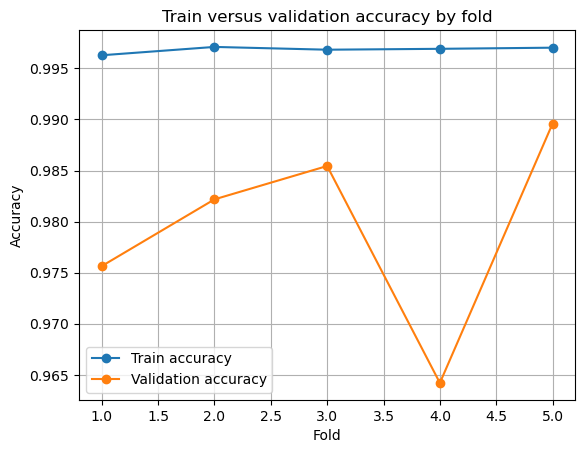 Train versus validation accuracy by fold
Accuracy
0.995
0.990
0.985
0.980
0.975
0.970
0.965
Train accuracy
Validation accuracy
1.0 1.5 2.0 2.5 3.0 3.5 4.0 4.5 5.0
Fold